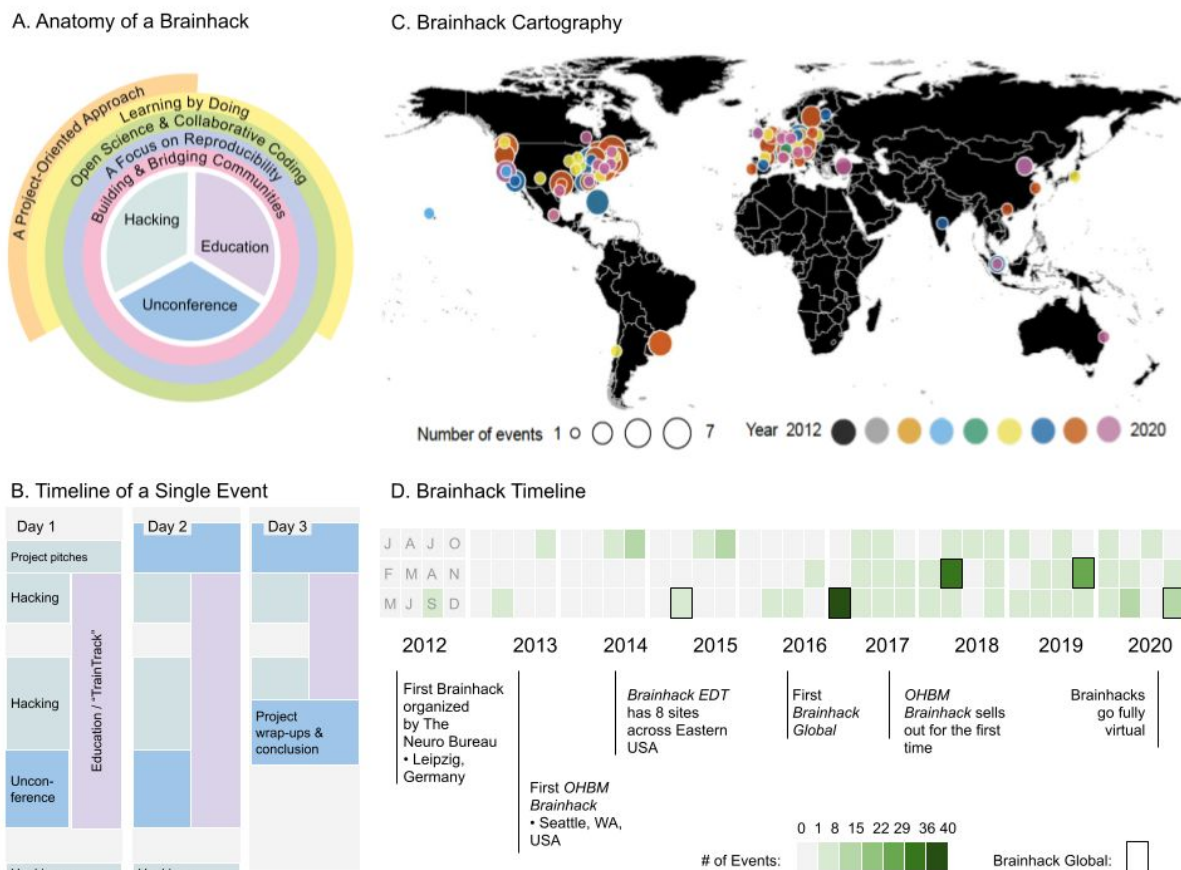 A. Anatomy of a Brainhack
A Project-Oriented Approach
Learning by Doing
Open Science & Collaborative Coding
A Focus on Reproducibility
Building & Bridging Communities
Hacking
Education
Unconference
C. Brainhack Cartography
Number of events 1 7
Year 2012 2020
B. Timeline of a Single Event
Day 1
Day 2
Day 3
Project pitches
Hacking
Hacking
Uncon-
ference
Education / "TrainTrack"
Project
wrap-ups &
conclusion
D. Brainhack Timeline
J A J O
F M A N
M J S D
2012 2013 2014 2015 2016 2017 2018 2019 2020
First Brainhack
organized
by The
Neuro Bureau
• Leipzig,
Germany
First OHBM
Brainhack
• Seattle, WA,
USA
Brainhack EDT
has 8 sites
across Eastern
USA
First
Brainhack
Global
OHBM
Brainhack sells
out for the first
time
Brainhacks
go fully
virtual
0 1 8 15 22 29 36 40
# of Events:
Brainhack Global: